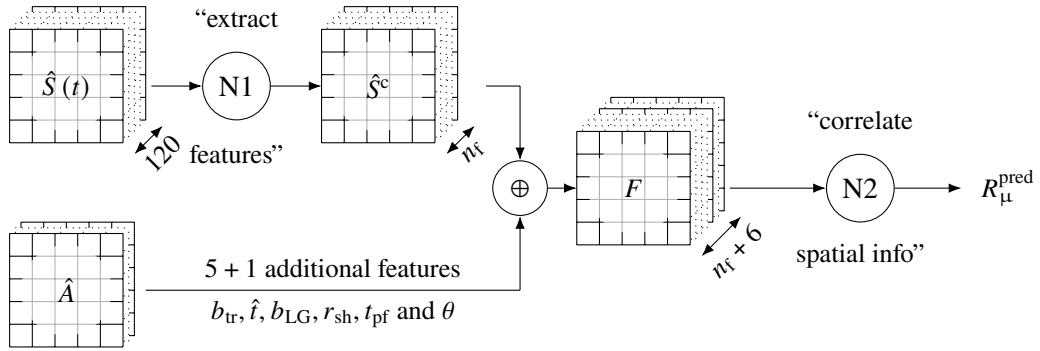 “extract
Ŝ (t)
N1
Ŝᶜ
120
features”
n_f
⊕
F
“correlate
N2
R_μ^pred
n_f + 6
spatial info”
Â
5 + 1 additional features
b_tr, t̂, b_LG, r_sh, t_pf and θ